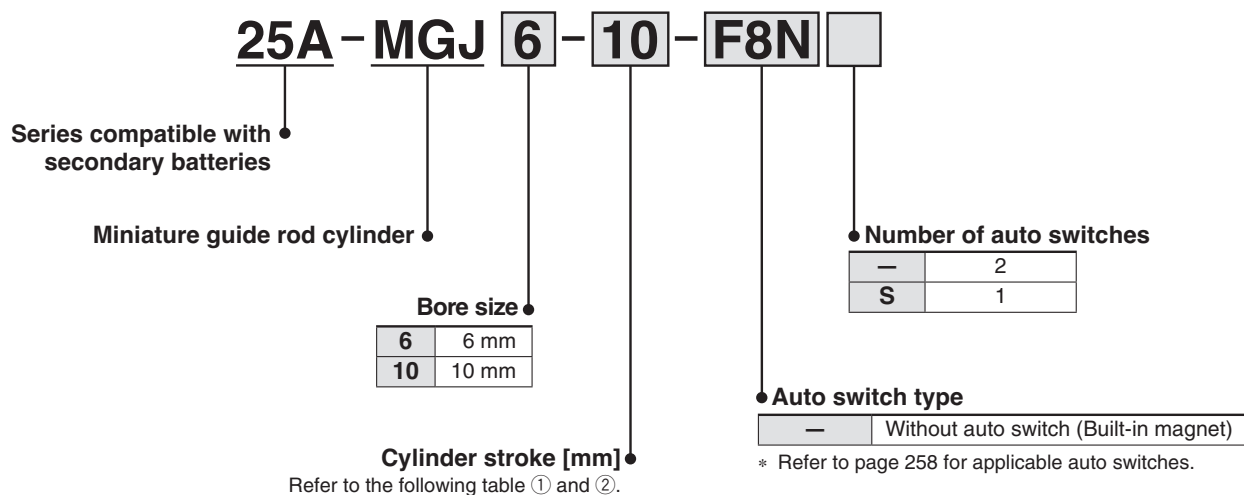 25A-MGJ 6-10-F8N
Series compatible with
secondary batteries
Miniature guide rod cylinder
Number of auto switches
— 2
S 1
Bore size
6 6 mm
10 10 mm
Auto switch type
— Without auto switch (Built-in magnet)
* Refer to page 258 for applicable auto switches.
Cylinder stroke [mm]
Refer to the following table ① and ②.